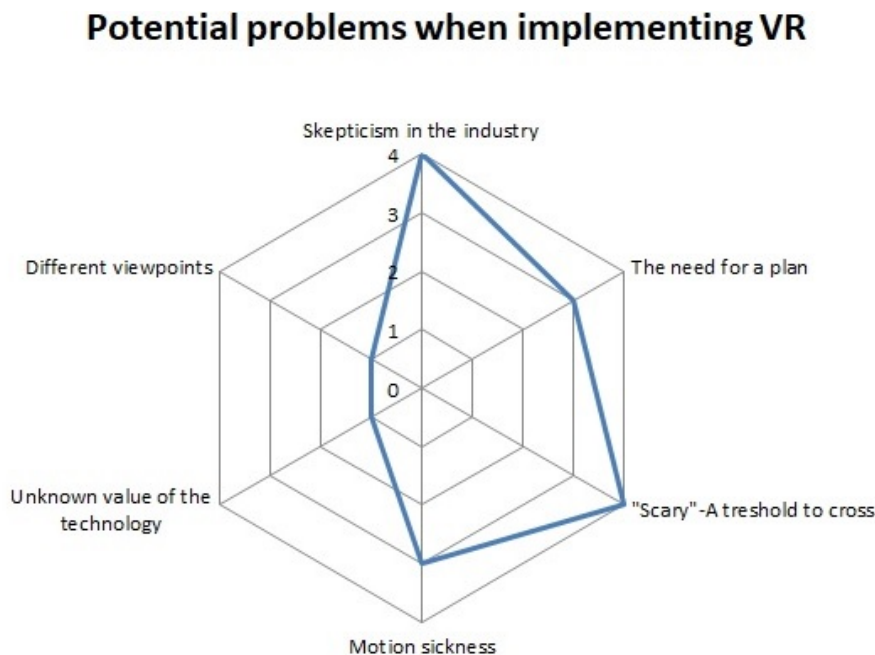 Potential problems when implementing VR
Skepticism in the industry
4
3
2
1
0
The need for a plan
"Scary"-A treshold to cross
Motion sickness
Unknown value of the
technology
Different viewpoints